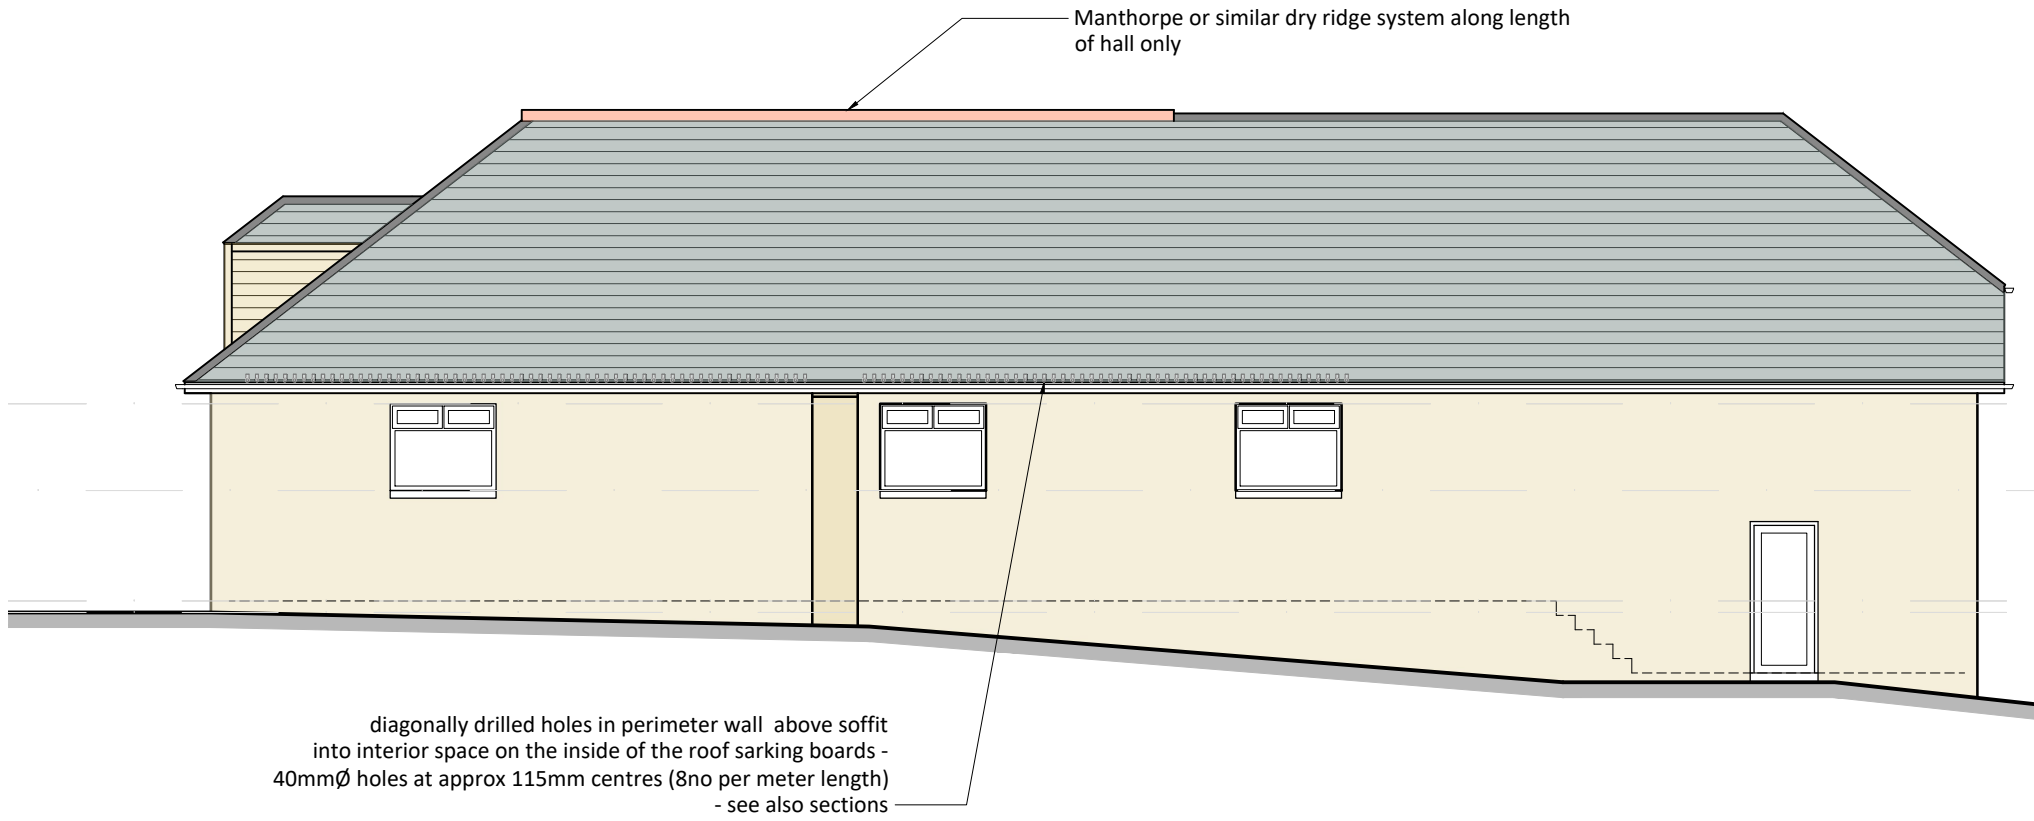 Manthorpe or similar dry ridge system along length
of hall only
diagonally drilled holes in perimeter wall  above soffit
into interior space on the inside of the roof sarking boards -
40mmØ holes at approx 115mm centres (8no per meter length)
- see also sections